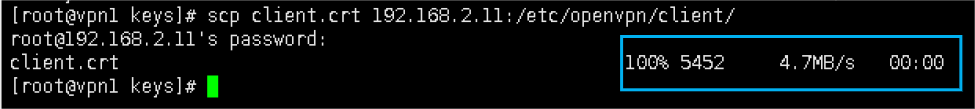 [root@vpn1 keys]# scp client.crt 192.168.2.11:/etc/openvpn/client/
root@192.168.2.11's password:
client.crt 100% 5452 4.7MB/s 00:00
[root@vpn1 keys]#